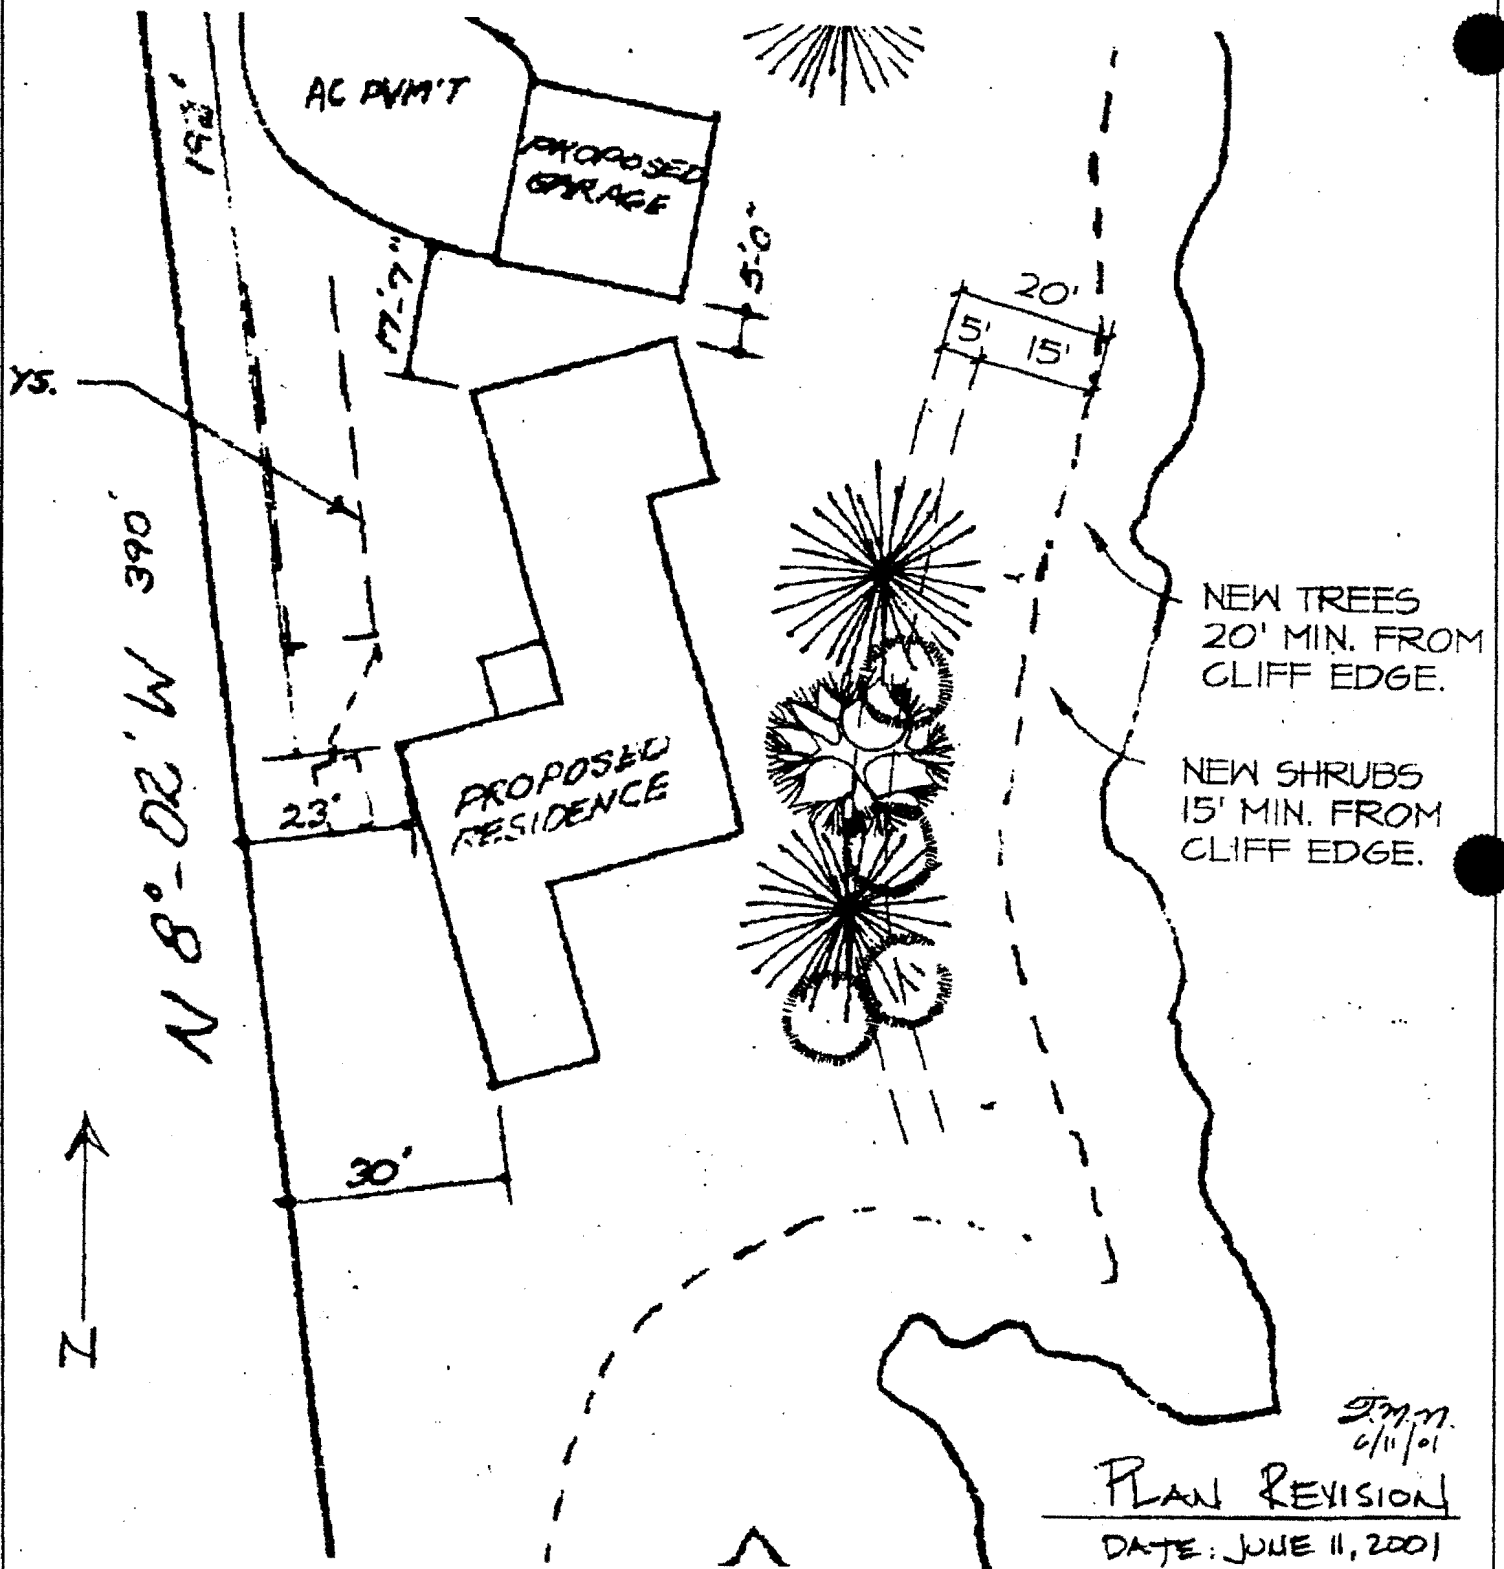 AC PVM'T
PROPOSED
GARAGE
17'-7"
5'-0"
20'
5'
15'
YS.
N 8°-02' W 390'
NEW TREES
20' MIN. FROM
CLIFF EDGE.
NEW SHRUBS
15' MIN. FROM
CLIFF EDGE.
PROPOSED
RESIDENCE
23'
30'
N
6/11/01
PLAN REVISION
DATE: JUNE 11, 2001